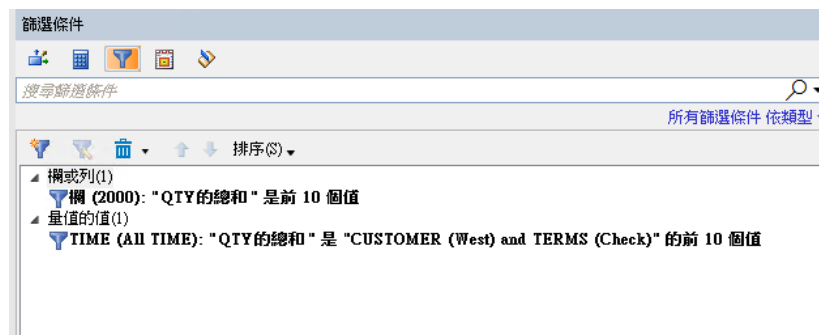 篩選條件
搜尋篩選條件
所有篩選條件 依類型
排序(S)
欄或列(1)
欄 (2000): "QTY的總和" 是前 10 個值
量值的值(1)
TIME (All TIME): "QTY的總和" 是 "CUSTOMER (West) and TERMS (Check)" 的前 10 個值